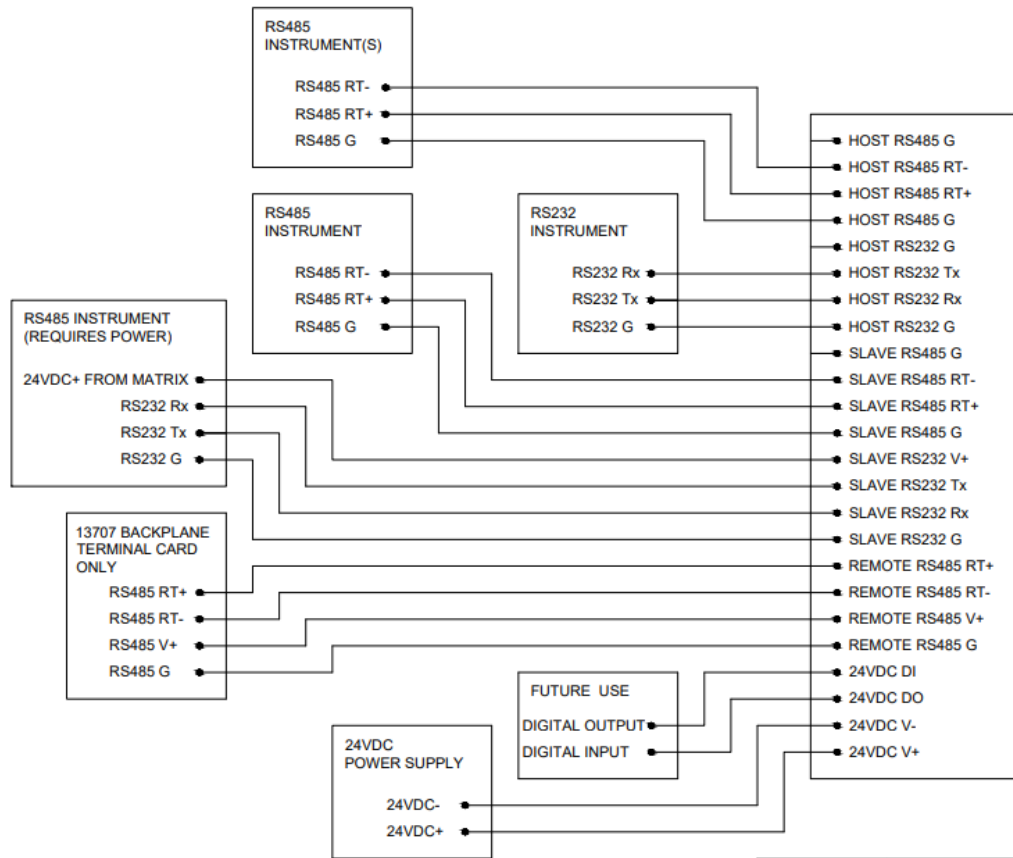 RS485
INSTRUMENT(S)
RS485 RT-
RS485 RT+
RS485 G
RS485
INSTRUMENT
RS485 RT-
RS485 RT+
RS485 G
RS232
INSTRUMENT
RS232 Rx
RS232 Tx
RS232 G
RS485 INSTRUMENT
(REQUIRES POWER)
24VDC+ FROM MATRIX
RS232 Rx
RS232 Tx
RS232 G
13707 BACKPLANE
TERMINAL CARD
ONLY
RS485 RT+
RS485 RT-
RS485 V+
RS485 G
FUTURE USE
DIGITAL OUTPUT
DIGITAL INPUT
24VDC
POWER SUPPLY
24VDC-
24VDC+
HOST RS485 G
HOST RS485 RT-
HOST RS485 RT+
HOST RS485 G
HOST RS232 G
HOST RS232 Tx
HOST RS232 Rx
HOST RS232 G
SLAVE RS485 G
SLAVE RS485 RT-
SLAVE RS485 RT+
SLAVE RS485 G
SLAVE RS232 V+
SLAVE RS232 Tx
SLAVE RS232 Rx
SLAVE RS232 G
REMOTE RS485 RT+
REMOTE RS485 RT-
REMOTE RS485 V+
REMOTE RS485 G
24VDC DI
24VDC DO
24VDC V-
24VDC V+